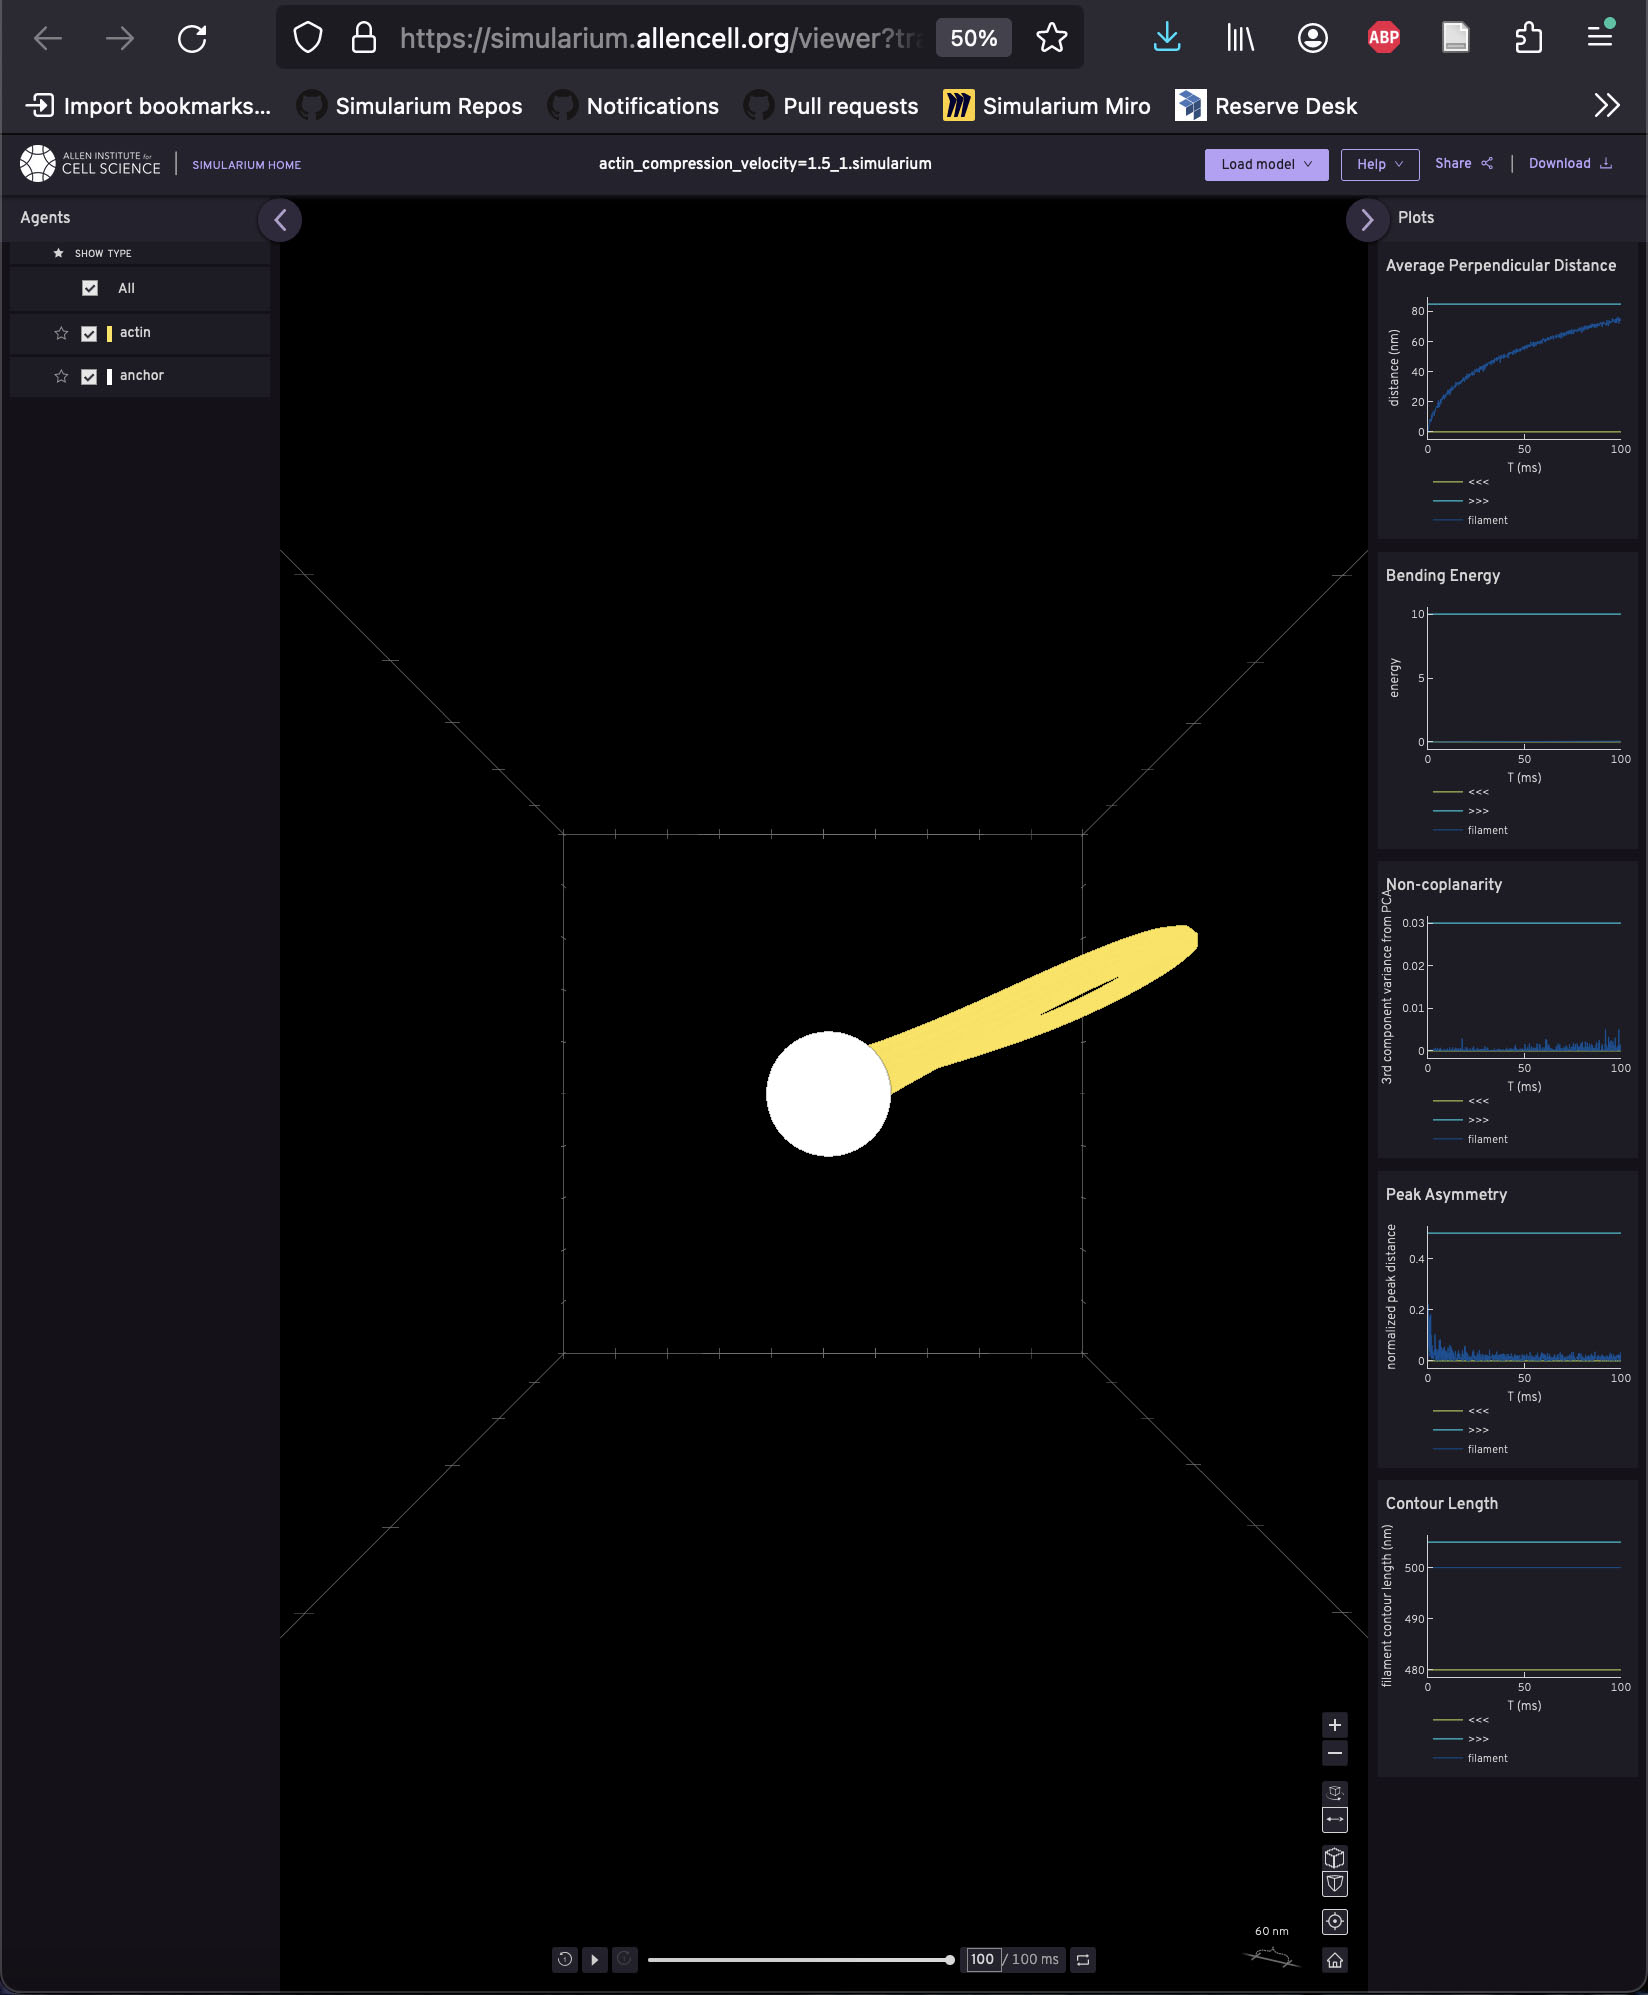 https://simularium.allencell.org/viewer?tra
50%
ABP
Import bookmarks...
Simularium Repos
Notifications
Pull requests
Simularium Miro
Reserve Desk
ALLEN INSTITUTE for
CELL SCIENCE
SIMULARIUM HOME
actin_compression_velocity=1.5_1.simularium
Load model
Help
Share
Download
Agents
SHOW TYPE
All
actin
anchor
Plots
Average Perpendicular Distance
distance (nm)
80
60
40
20
0
0
50
100
T (ms)
<<<
>>>
filament
Bending Energy
energy
10
5
0
0
50
100
T (ms)
<<<
>>>
filament
Non-coplanarity
3rd component variance from PCA
0.03
0.02
0.01
0
0
50
100
T (ms)
<<<
>>>
filament
Peak Asymmetry
normalized peak distance
0.4
0.2
0
0
50
100
T (ms)
<<<
>>>
filament
Contour Length
filament contour length (nm)
500
490
480
0
50
100
T (ms)
<<<
>>>
filament
60 nm
100 / 100 ms